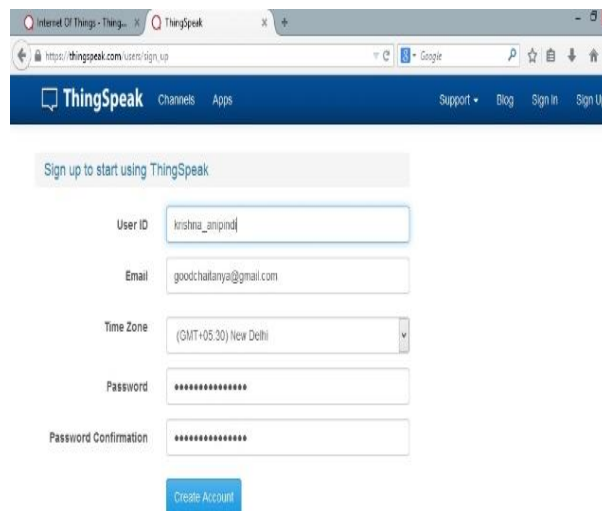 Internet Of Things - Thing... ThingSpeak
https://thingspeak.com/users/sign_up Google
ThingSpeak Channels Apps Support Blog Sign In Sign U
Sign up to start using ThingSpeak
User ID krishna_anipindi
Email goodchaitanya@gmail.com
Time Zone (GMT+05:30) New Delhi
Password •••••••••••••••
Password Confirmation •••••••••••••••
Create Account